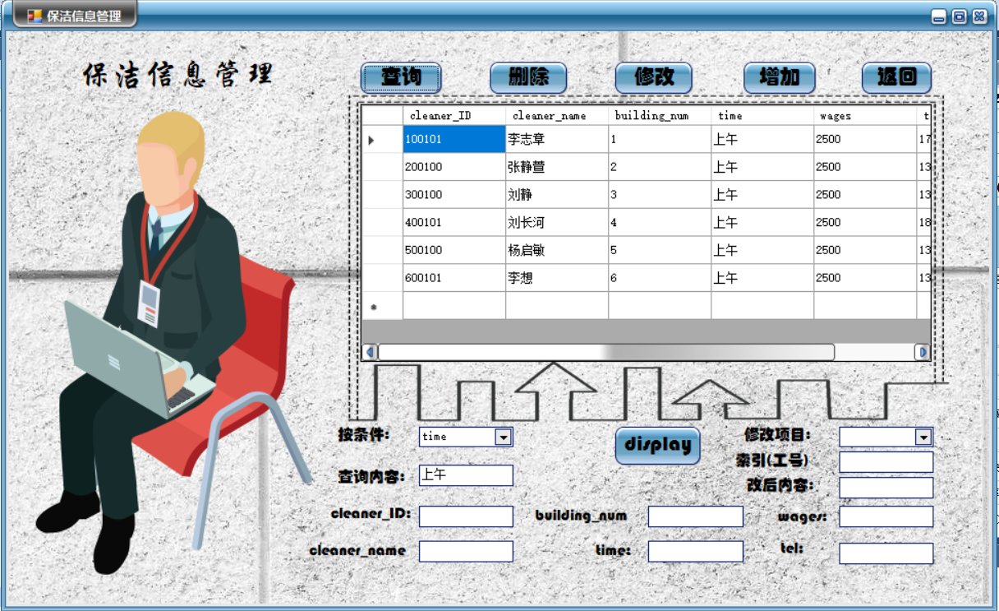 保洁信息管理
保洁信息管理
查询 删除 修改 增加 返回
cleaner_ID cleaner_name building_num time wages t
100101 李志章 1 上午 2500 17
200100 张静萱 2 上午 2500 13
300100 刘静 3 上午 2500 13
400101 刘长河 4 上午 2500 18
500100 杨启敏 5 上午 2500 13
600101 李想 6 上午 2500 13
按条件: time display 修改项目:
索引(工号)
查询内容: 上午 改后内容:
cleaner_ID: building_num wages:
cleaner_name time: tel: